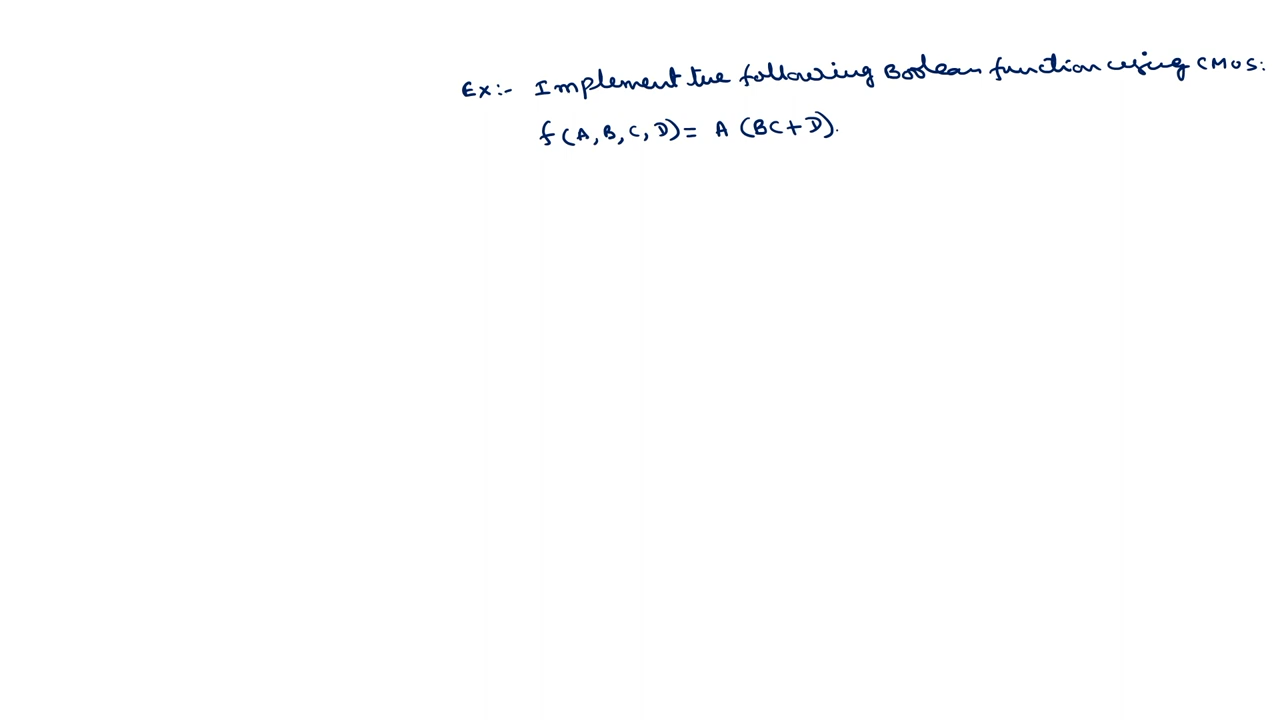 Ex:- Implement the following Boolean function using CMOS:
f(A,B,C,D)= A (BC+D).